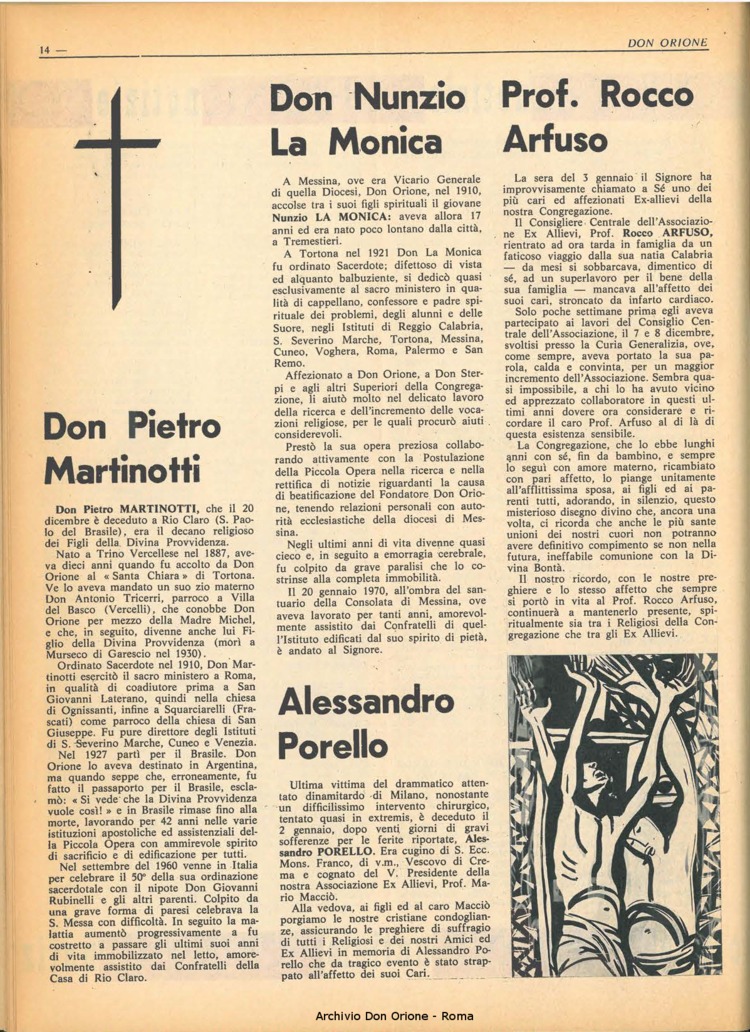 14 —
DON ORIONE
Don Pietro
Martinotti
Don Pietro MARTINOTTI, che il 20
dicembre è deceduto a Rio Claro (S. Pao-
lo del Brasile), era il decano religioso
dei Figli della Divina Provvidenza.
Nato a Trino Vercellese nel 1887, ave-
va dieci anni quando fu accolto da Don
Orione al « Santa Chiara » di Tortona.
Ve lo aveva mandato un suo zio materno
Don Antonio Tricerri, parroco a Villa
del Basco (Vercelli), che conobbe Don
Orione per mezzo della Madre Michel,
e che, in seguito, divenne anche lui Fi-
glio della Divina Provvidenza (morì a
Murseco di Garescio nel 1930).
Ordinato Sacerdote nel 1910, Don Mar-
tinotti esercitò il sacro ministero a Roma,
in qualità di coadiutore prima a San
Giovanni Laterano, quindi nella chiesa
di Ognissanti, infine a Squarciarelli (Fra-
scati) come parroco della chiesa di San
Giuseppe. Fu pure direttore degli Istituti
di S. Severino Marche, Cuneo e Venezia.
Nel 1927 partì per il Brasile. Don
Orione lo aveva destinato in Argentina,
ma quando seppe che, erroneamente, fu
fatto il passaporto per il Brasile, escla-
mò: « Si vede che la Divina Provvidenza
vuole così! » e in Brasile rimase fino alla
morte, lavorando per 42 anni nelle varie
istituzioni apostoliche ed assistenziali del-
la Piccola Opera con ammirevole spirito
di sacrificio e di edificazione per tutti.
Nel settembre del 1960 venne in Italia
per celebrare il 50° della sua ordinazione
sacerdotale con il nipote Don Giovanni
Rubinelli e gli altri parenti. Colpito da
una grave forma di paresi celebrava la
S. Messa con difficoltà. In seguito la ma-
lattia aumentò progressivamente a fu
costretto a passare gli ultimi suoi anni
di vita immobilizzato nel letto, amore-
volmente assistito dai Confratelli della
Casa di Rio Claro.
Don Nunzio
La Monica
A Messina, ove era Vicario Generale
di quella Diocesi, Don Orione, nel 1910,
accolse tra i suoi figli spirituali il giovane
Nunzio LA MONICA: aveva allora 17
anni ed era nato poco lontano dalla città,
a Tremestieri.
A Tortona nel 1921 Don La Monica
fu ordinato Sacerdote; difettoso di vista
ed alquanto balbuziente, si dedicò quasi
esclusivamente al sacro ministero in qua-
lità di cappellano, confessore e padre spi-
rituale dei problemi, degli alunni e delle
Suore, negli Istituti di Reggio Calabria,
S. Severino Marche, Tortona, Messina,
Cuneo, Voghera, Roma, Palermo e San
Remo.
Affezionato a Don Orione, a Don Ster-
pi e agli altri Superiori della Congrega-
zione, li aiutò molto nel delicato lavoro
della ricerca e dell'incremento delle voca-
zioni religiose, per le quali procurò aiuti
considerevoli.
Prestò la sua opera preziosa collabo-
rando attivamente con la Postulazione
della Piccola Opera nella ricerca e nella
rettifica di notizie riguardanti la causa
di beatificazione del Fondatore Don Orio-
ne, tenendo relazioni personali con auto-
rità ecclesiastiche della diocesi di Mes-
sina.
Negli ultimi anni di vita divenne quasi
cieco e, in seguito a emorragia cerebrale,
fu colpito da grave paralisi che lo co-
strinse alla completa immobilità.
Il 20 gennaio 1970, all'ombra del san-
tuario della Consolata di Messina, ove
aveva lavorato per tanti anni, amorevol-
mente assistito dai Confratelli di quel-
l'Istituto edificati dal suo spirito di pietà,
è andato al Signore.
Alessandro
Porello
Ultima vittima del drammatico atten-
tato dinamitardo di Milano, nonostante
un difficilissimo intervento chirurgico,
tentato quasi in extremis, è deceduto il
2 gennaio, dopo venti giorni di gravi
sofferenze per le ferite riportate, Ales-
sandro PORELLO. Era cugino di S. Ecc.
Mons. Franco, di v.m., Vescovo di Cre-
ma e cognato del V. Presidente della
nostra Associazione Ex Allievi, Prof. Ma-
rio Macciò.
Alla vedova, ai figli ed al caro Macciò
porgiamo le nostre cristiane condoglian-
ze, assicurando le preghiere di suffragio
di tutti i Religiosi e dei nostri Amici ed
Ex Allievi in memoria di Alessandro Po-
rello che da tragico evento è stato strap-
pato all'affetto dei suoi Cari.
Prof. Rocco
Arfuso
La sera del 3 gennaio il Signore ha
improvvisamente chiamato a Sé uno dei
più cari ed affezionati Ex-allievi della
nostra Congregazione.
Il Consigliere Centrale dell'Associazio-
ne Ex Allievi, Prof. Rocco ARFUSO,
rientrato ad ora tarda in famiglia da un
faticoso viaggio dalla sua natia Calabria
— da mesi si sobbarcava, dimentico di
sé, ad un superlavoro per il bene della
sua famiglia — mancava all'affetto dei
suoi cari, stroncato da infarto cardiaco.
Solo poche settimane prima egli aveva
partecipato ai lavori del Consiglio Cen-
trale dell'Associazione, il 7 e 8 dicembre,
svoltisi presso la Curia Generalizia, ove,
come sempre, aveva portato la sua pa-
rola, calda e convinta, per un maggior
incremento dell'Associazione. Sembra qua-
si impossibile, a chi lo ha avuto vicino
ed apprezzato collaboratore in questi ul-
timi anni dovere ora considerare e ri-
cordare il caro Prof. Arfuso al di là di
questa esistenza sensibile.
La Congregazione, che lo ebbe lunghi
anni con sé, fin da bambino, e sempre
lo seguì con amore materno, ricambiato
con pari affetto, lo piange unitamente
all'afflittissima sposa, ai figli ed ai pa-
renti tutti, adorando, in silenzio, questo
misterioso disegno divino che, ancora una
volta, ci ricorda che anche le più sante
unioni dei nostri cuori non potranno
avere definitivo compimento se non nella
futura, ineffabile comunione con la Di-
vina Bontà.
Il nostro ricordo, con le nostre pre-
ghiere e lo stesso affetto che sempre
si portò in vita al Prof. Rocco Arfuso,
continuerà a mantenerlo presente, spi-
ritualmente sia tra i Religiosi della Con-
gregazione che tra gli Ex Allievi.
Archivio Don Orione - Roma